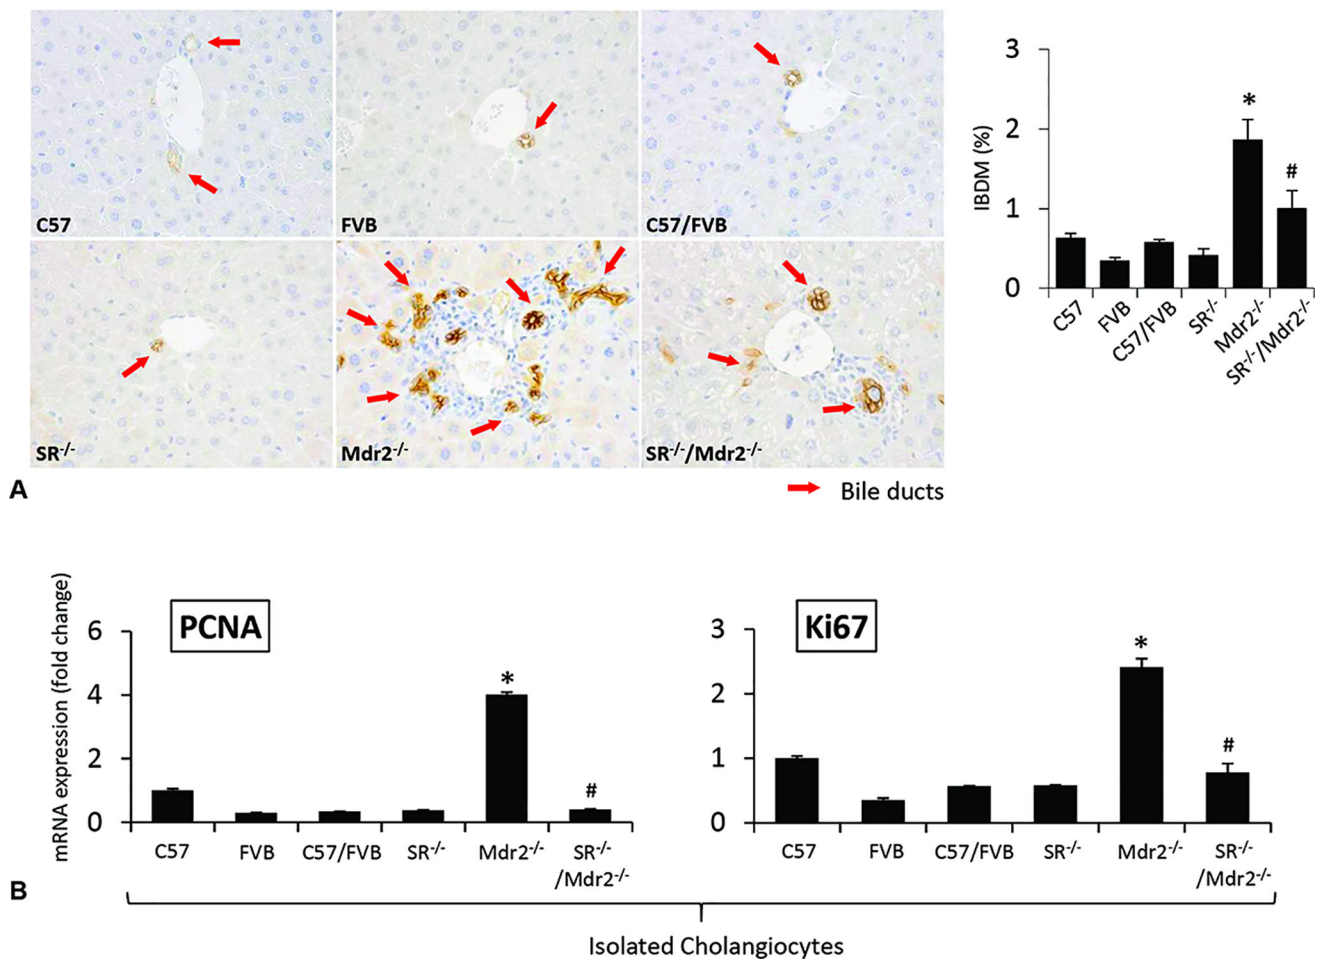 C57
FVB
C57/FVB
SR-/-
Mdr2-/-
SR-/-/Mdr2-/-
Bile ducts
A
IBDM (%)
3
2
1
0
*
#
C57
FVB
C57/FVB
SR-/-
Mdr2-/-
SR-/-/Mdr2-/-
mRNA expression (fold change)
PCNA
6
4
2
0
*
#
C57
FVB
C57/FVB
SR-/-
Mdr2-/-
SR-/-
/Mdr2-/-
Ki67
3
2
1
0
*
#
C57
FVB
C57/FVB
SR-/-
Mdr2-/-
SR-/-
/Mdr2-/-
B
Isolated Cholangiocytes